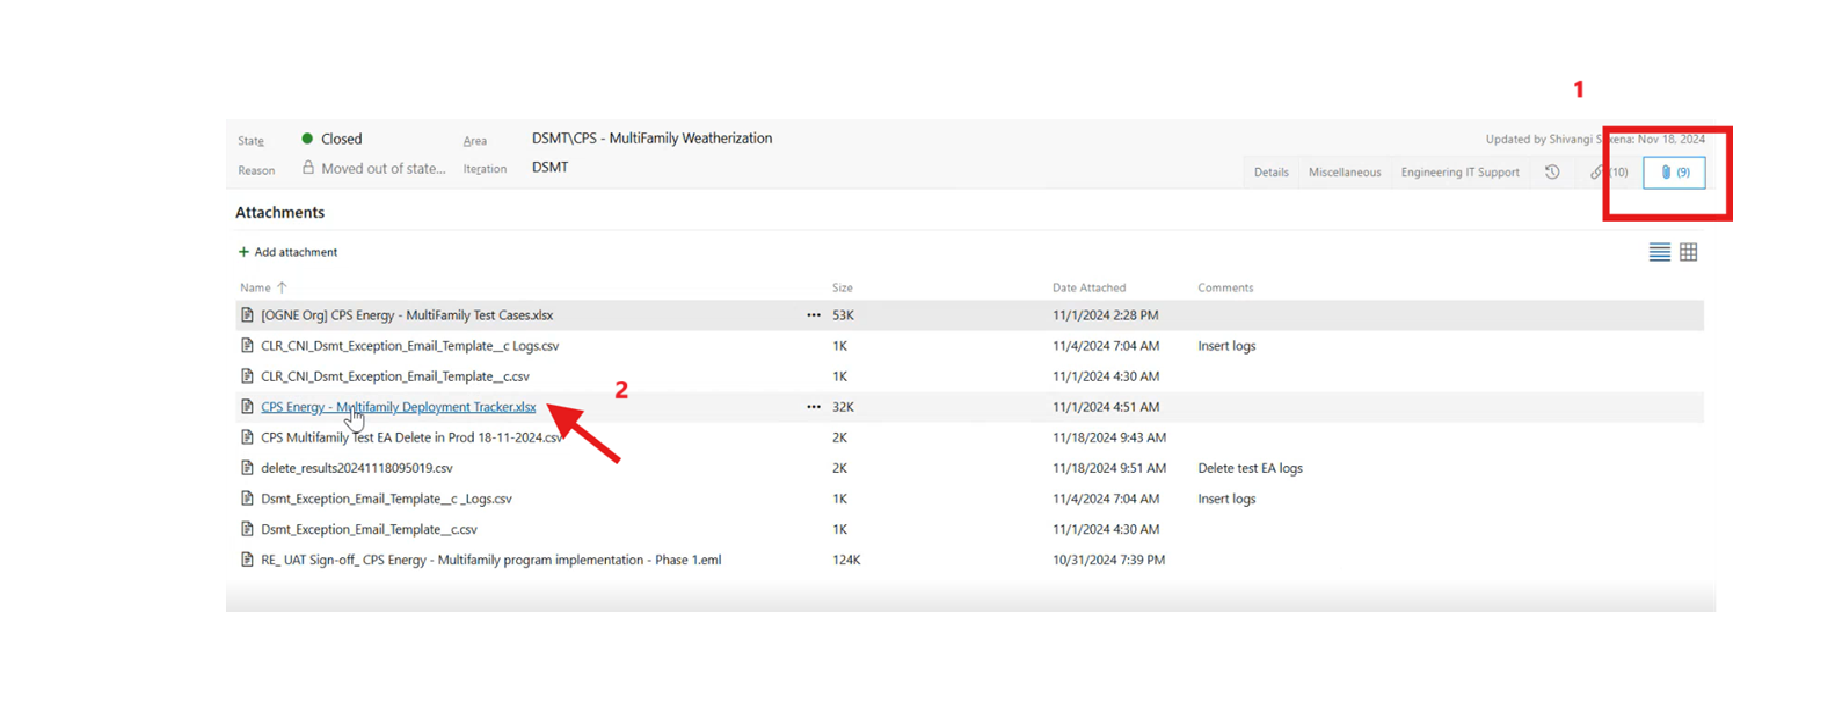 1
State Closed Area DSMT\CPS - MultiFamily Weatherization Updated by Shivangi S xena: Nov 18, 2024
Reason Moved out of state... Iteration DSMT
Details Miscellaneous Engineering IT Support (10) (9)
Attachments
+ Add attachment
Name Size Date Attached Comments
[OGNE Org] CPS Energy - MultiFamily Test Cases.xlsx ... 53K 11/1/2024 2:28 PM
CLR_CNI_Dsmt_Exception_Email_Template__c Logs.csv 1K 11/4/2024 7:04 AM Insert logs
CLR_CNI_Dsmt_Exception_Email_Template__c.csv 1K 11/1/2024 4:30 AM
2
CPS Energy - Multifamily Deployment Tracker.xlsx ... 32K 11/1/2024 4:51 AM
CPS Multifamily Test EA Delete in Prod 18-11-2024.csv 2K 11/18/2024 9:43 AM
delete_results20241118095019.csv 2K 11/18/2024 9:51 AM Delete test EA logs
Dsmt_Exception_Email_Template__c _Logs.csv 1K 11/4/2024 7:04 AM Insert logs
Dsmt_Exception_Email_Template__c.csv 1K 11/1/2024 4:30 AM
RE_ UAT Sign-off_ CPS Energy - Multifamily program implementation - Phase 1.eml 124K 10/31/2024 7:39 PM